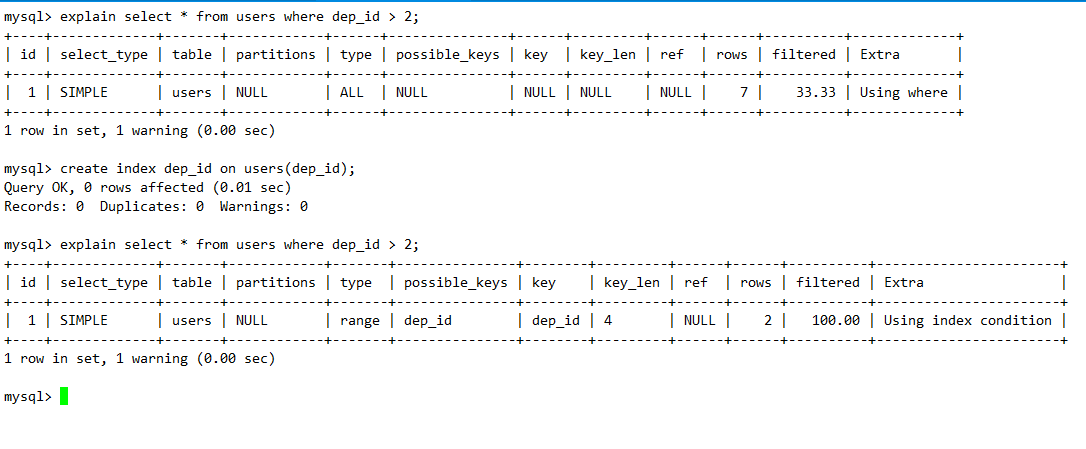 mysql> explain select * from users where dep_id > 2;
+----+-------------+-------+------------+------+---------------+------+---------+------+------+----------+-------------+
| id | select_type | table | partitions | type | possible_keys | key  | key_len | ref  | rows | filtered | Extra       |
+----+-------------+-------+------------+------+---------------+------+---------+------+------+----------+-------------+
|  1 | SIMPLE      | users | NULL       | ALL  | NULL          | NULL | NULL    | NULL |    7 |    33.33 | Using where |
+----+-------------+-------+------------+------+---------------+------+---------+------+------+----------+-------------+
1 row in set, 1 warning (0.00 sec)

mysql> create index dep_id on users(dep_id);
Query OK, 0 rows affected (0.01 sec)
Records: 0  Duplicates: 0  Warnings: 0

mysql> explain select * from users where dep_id > 2;
+----+-------------+-------+------------+-------+---------------+--------+---------+------+------+----------+-----------------------+
| id | select_type | table | partitions | type  | possible_keys | key    | key_len | ref  | rows | filtered | Extra                 |
+----+-------------+-------+------------+-------+---------------+--------+---------+------+------+----------+-----------------------+
|  1 | SIMPLE      | users | NULL       | range | dep_id        | dep_id | 4       | NULL |    2 |   100.00 | Using index condition |
+----+-------------+-------+------------+-------+---------------+--------+---------+------+------+----------+-----------------------+
1 row in set, 1 warning (0.00 sec)

mysql>